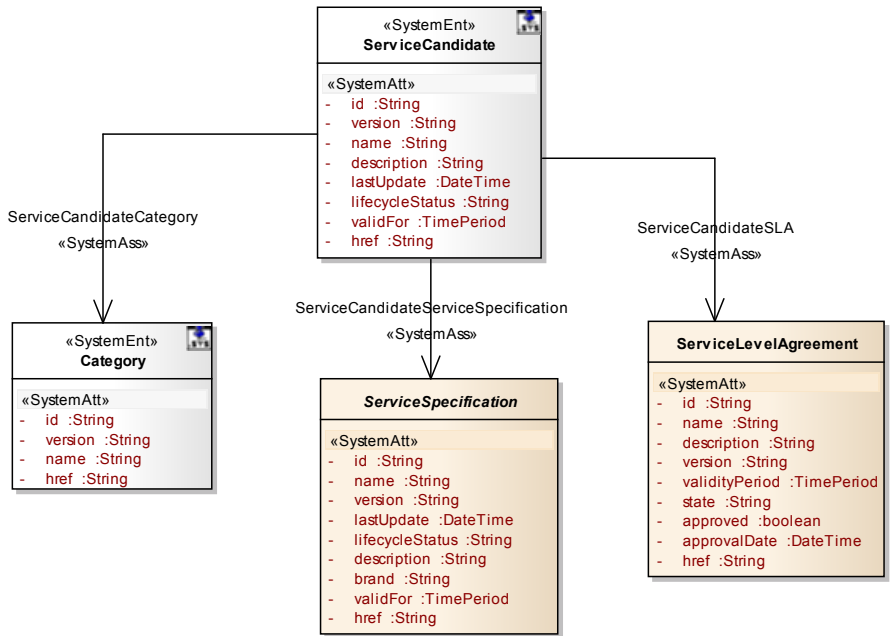 «SystemEnt»
ServiceCandidate
«SystemAtt»
- id :String
- version :String
- name :String
- description :String
- lastUpdate :DateTime
- lifecycleStatus :String
- validFor :TimePeriod
- href :String
ServiceCandidateCategory
«SystemAss»
ServiceCandidateServiceSpecification
«SystemAss»
ServiceCandidateSLA
«SystemAss»
«SystemEnt»
Category
«SystemAtt»
- id :String
- version :String
- name :String
- href :String
ServiceSpecification
«SystemAtt»
- id :String
- name :String
- version :String
- lastUpdate :DateTime
- lifecycleStatus :String
- description :String
- brand :String
- validFor :TimePeriod
- href :String
ServiceLevelAgreement
«SystemAtt»
- id :String
- name :String
- description :String
- version :String
- validityPeriod :TimePeriod
- state :String
- approved :boolean
- approvalDate :DateTime
- href :String